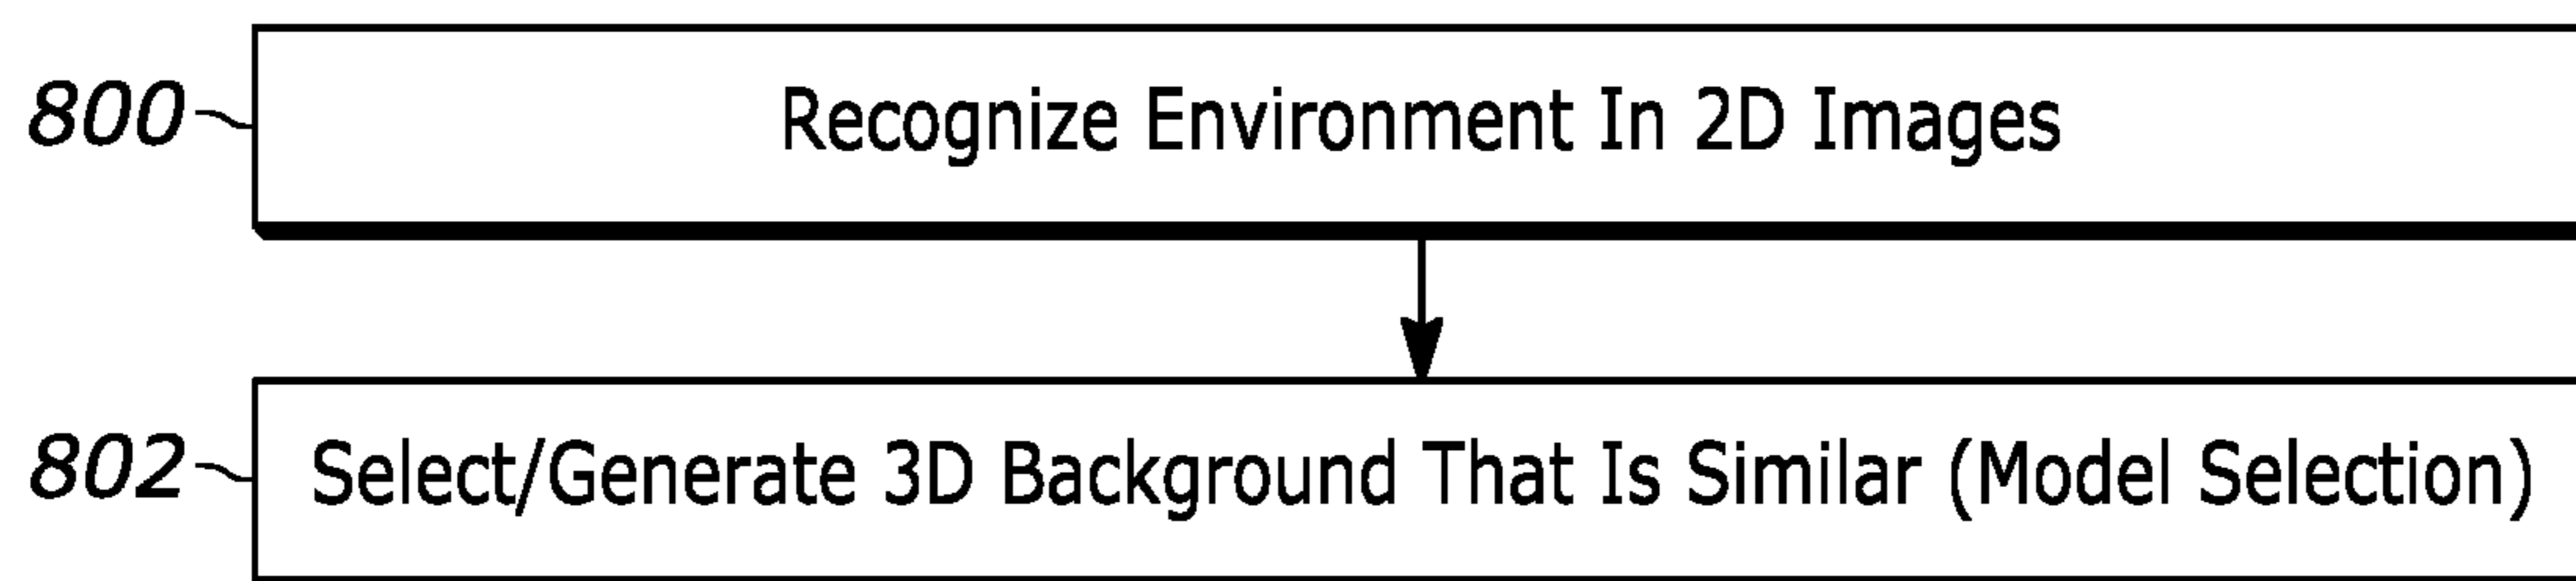 800 Recognize Environment In 2D Images
802 Select/Generate 3D Background That Is Similar (Model Selection)